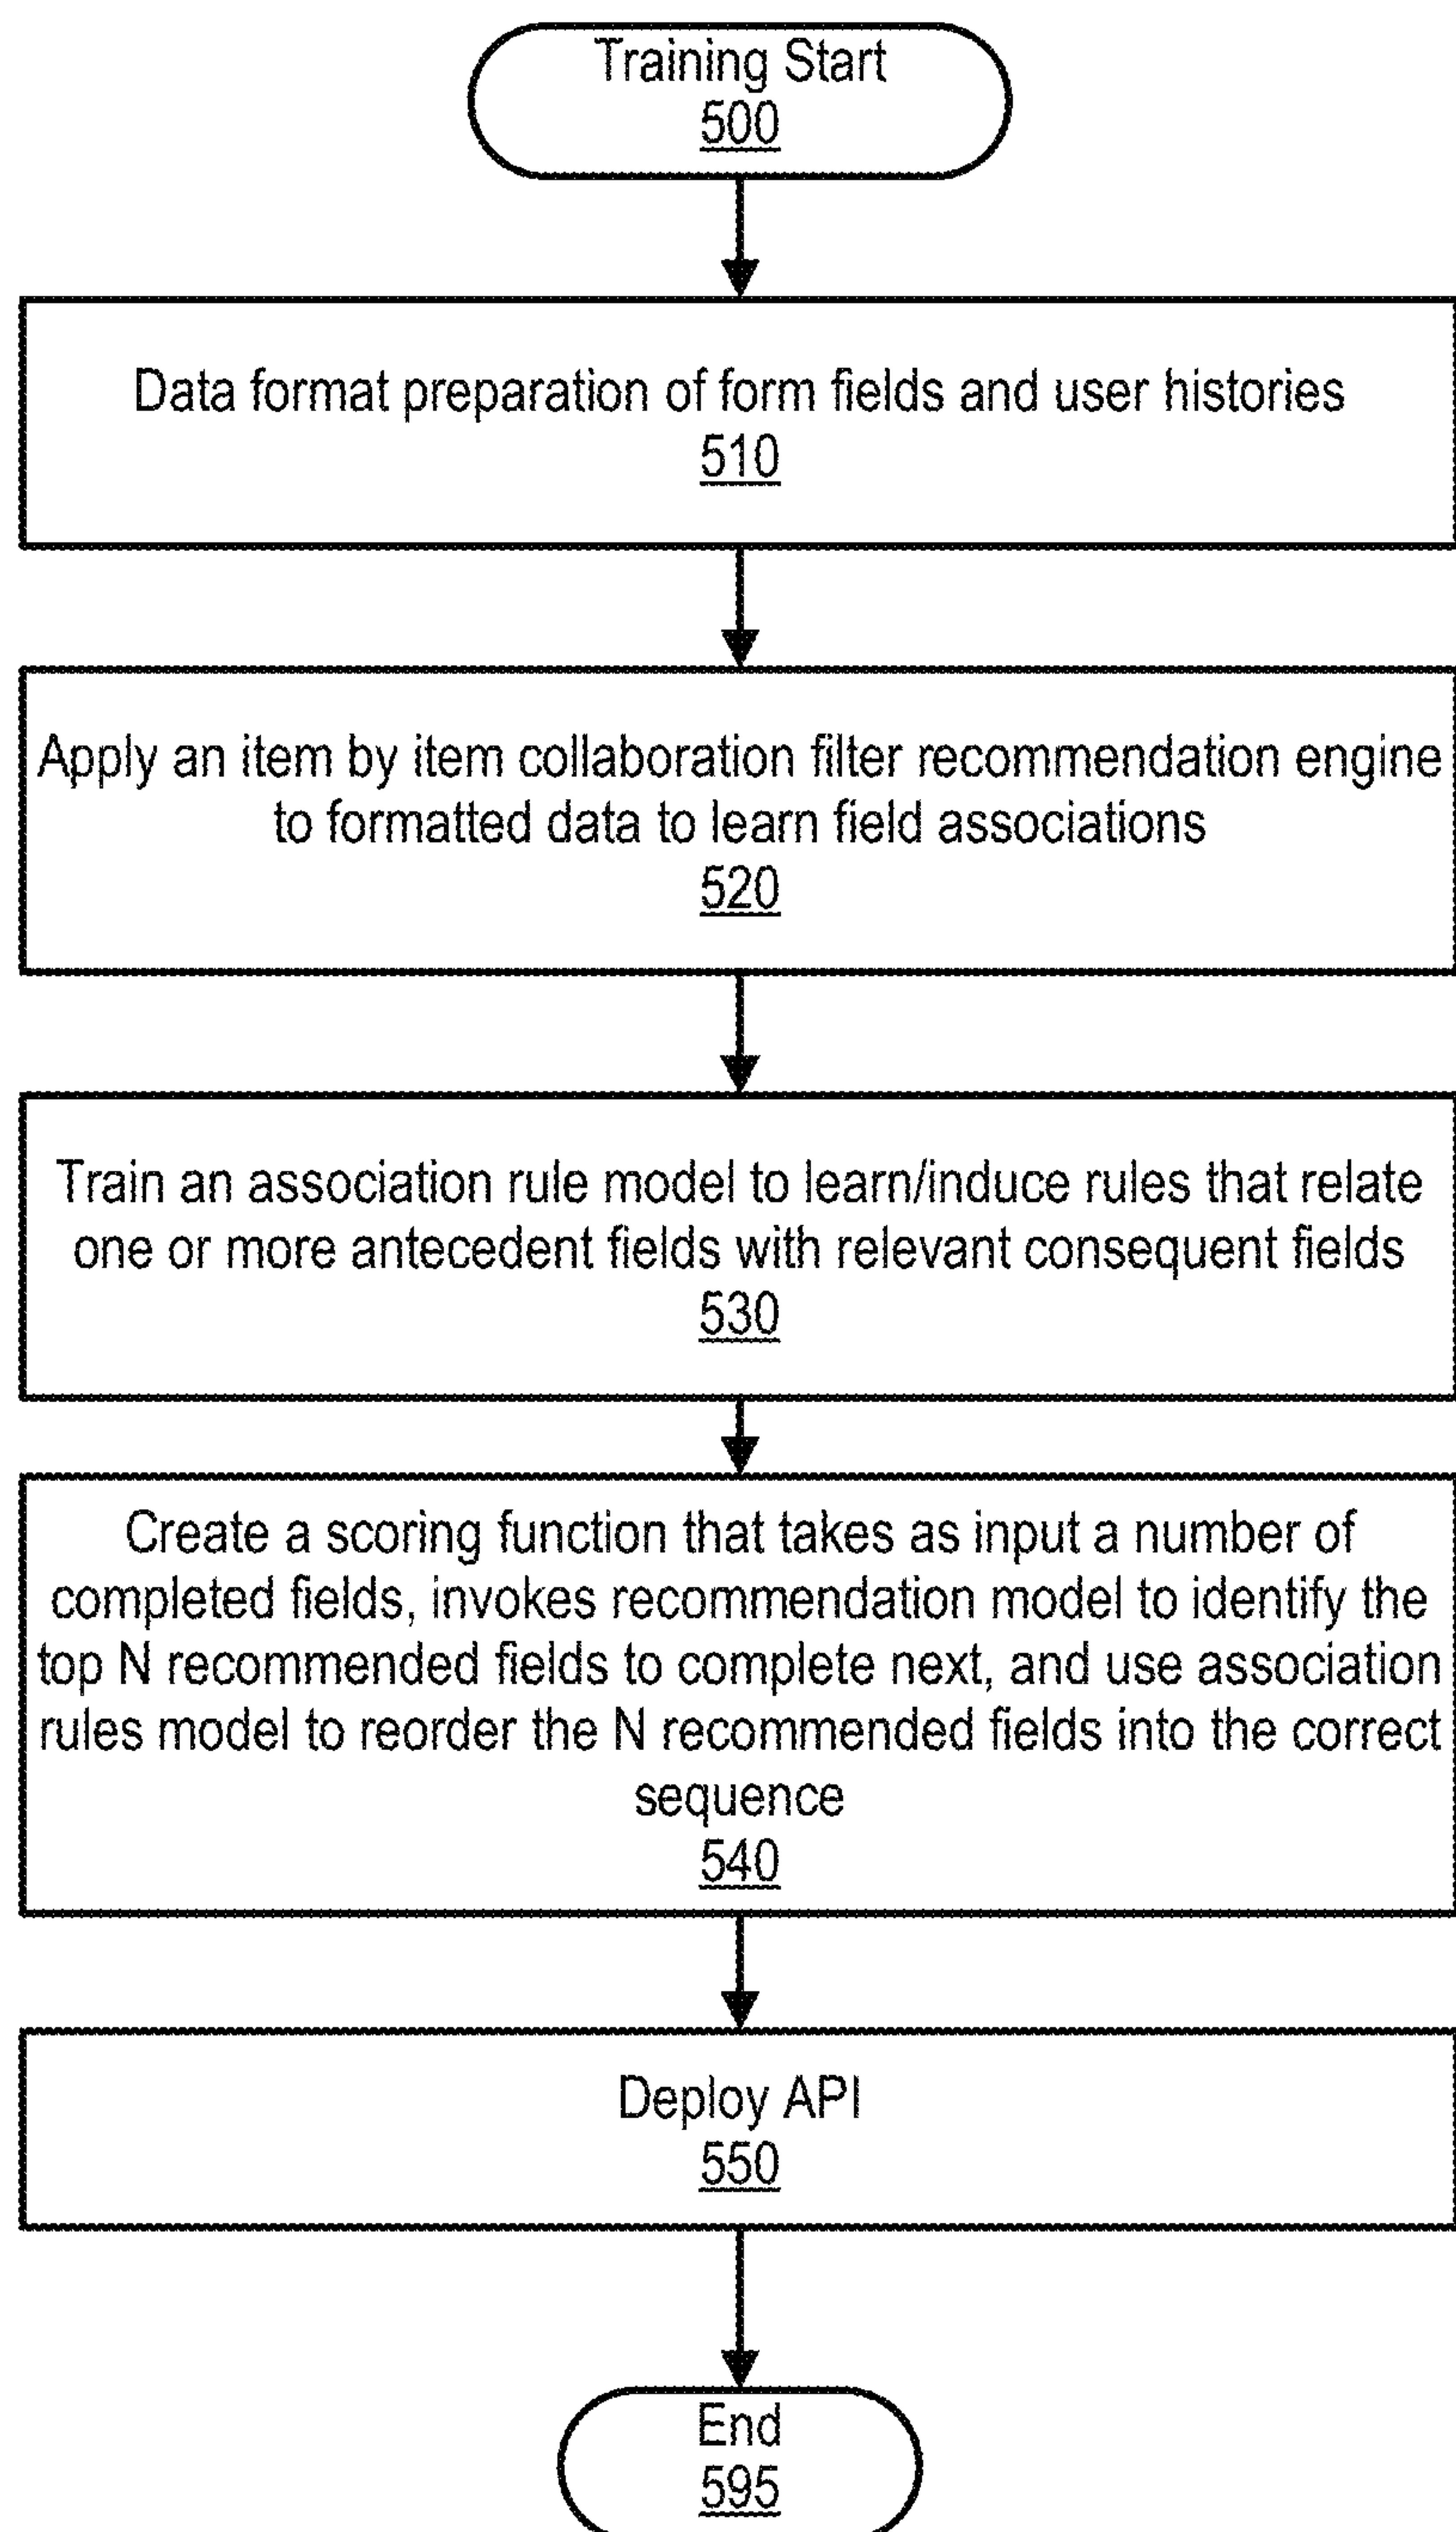 Training Start
500
Data format preparation of form fields and user histories
510
Apply an item by item collaboration filter recommendation engine
to formatted data to learn field associations
520
Train an association rule model to learn/induce rules that relate
one or more antecedent fields with relevant consequent fields
530
Create a scoring function that takes as input a number of
completed fields, invokes recommendation model to identify the
top N recommended fields to complete next, and use association
rules model to reorder the N recommended fields into the correct
sequence
540
Deploy API
550
End
595